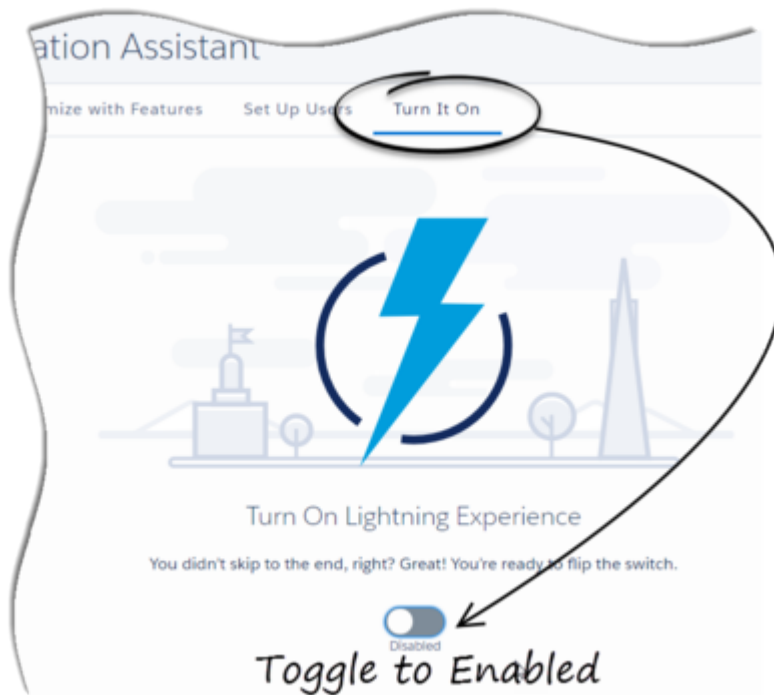 ation Assistant
mize with Features Set Up Users Turn It On
Turn On Lightning Experience
You didn't skip to the end, right? Great! You're ready to flip the switch.
Disabled
Toggle to Enabled